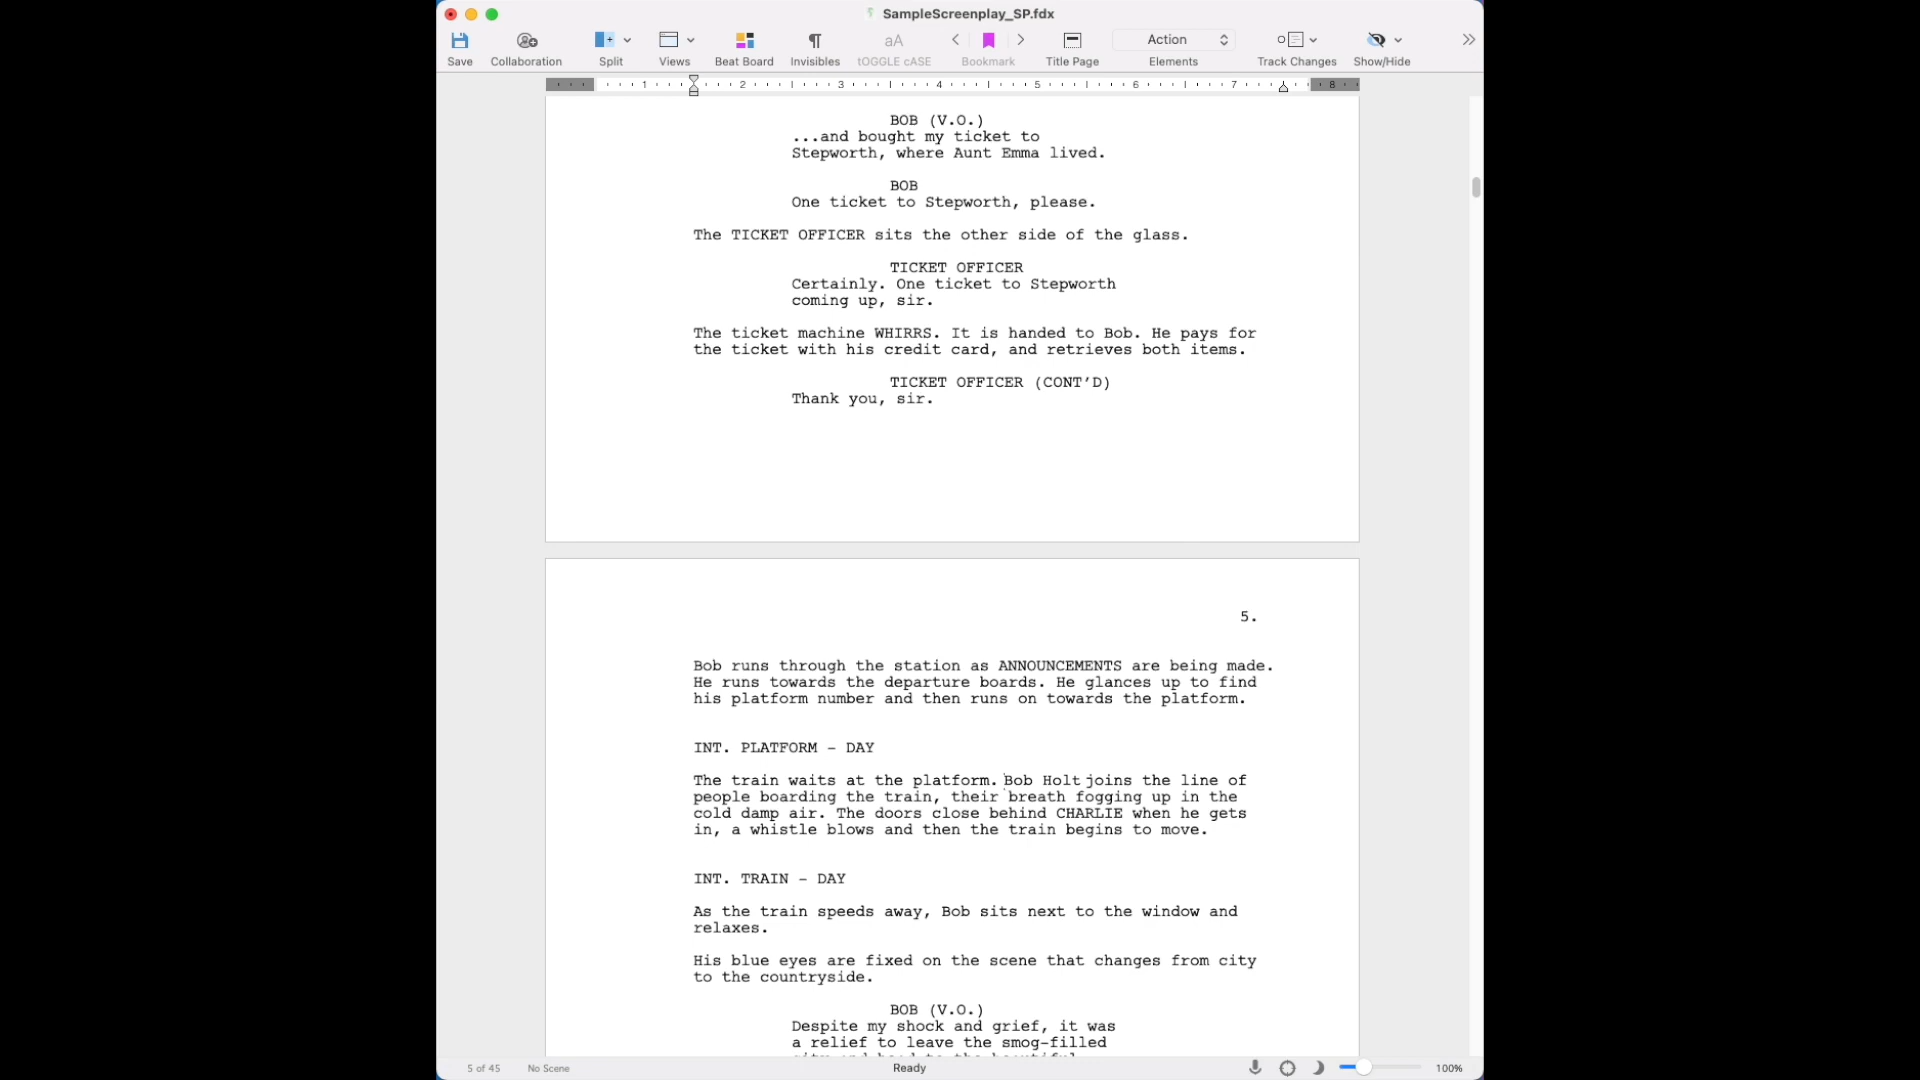 SampleScreenplay_SP.fdx
Save
Collaboration
Split
Views
Beat Board
Invisibles
aA
tOGGLE cASE
Bookmark
Title Page
Action
Elements
Track Changes
Show/Hide
1 2 3 4 5 6 7 8
BOB (V.O.)
...and bought my ticket to
Stepworth, where Aunt Emma lived.
BOB
One ticket to Stepworth, please.
The TICKET OFFICER sits the other side of the glass.
TICKET OFFICER
Certainly. One ticket to Stepworth
coming up, sir.
The ticket machine WHIRRS. It is handed to Bob. He pays for
the ticket with his credit card, and retrieves both items.
TICKET OFFICER (CONT'D)
Thank you, sir.
5.
Bob runs through the station as ANNOUNCEMENTS are being made.
He runs towards the departure boards. He glances up to find
his platform number and then runs on towards the platform.
INT. PLATFORM - DAY
The train waits at the platform. Bob Holt joins the line of
people boarding the train, their breath fogging up in the
cold damp air. The doors close behind CHARLIE when he gets
in, a whistle blows and then the train begins to move.
INT. TRAIN - DAY
As the train speeds away, Bob sits next to the window and
relaxes.
His blue eyes are fixed on the scene that changes from city
to the countryside.
BOB (V.O.)
Despite my shock and grief, it was
a relief to leave the smog-filled
5 of 45
No Scene
Ready
100%